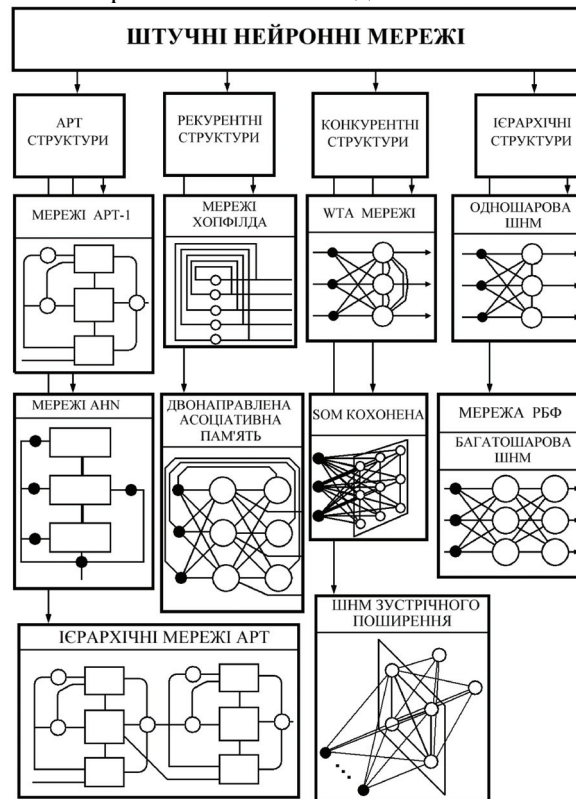 ШТУЧНІ НЕЙРОННІ МЕРЕЖІ
АРТ
СТРУКТУРИ
РЕКУРЕНТНІ
СТРУКТУРИ
КОНКУРЕНТНІ
СТРУКТУРИ
ІЄРАРХІЧНІ
СТРУКТУРИ
МЕРЕЖІ АРТ-1
МЕРЕЖІ
ХОПФІЛДА
WTA МЕРЕЖІ
ОДНОШАРОВА
ШНМ
МЕРЕЖІ AHN
ДВОНАПРАВЛЕНА
АСОЦІАТИВНА
ПАМ'ЯТЬ
SOM КОХОНЕНА
МЕРЕЖА РБФ
БАГАТОШАРОВА
ШНМ
ІЄРАРХІЧНІ МЕРЕЖІ АРТ
ШНМ ЗУСТРІЧНОГО
ПОШИРЕННЯ